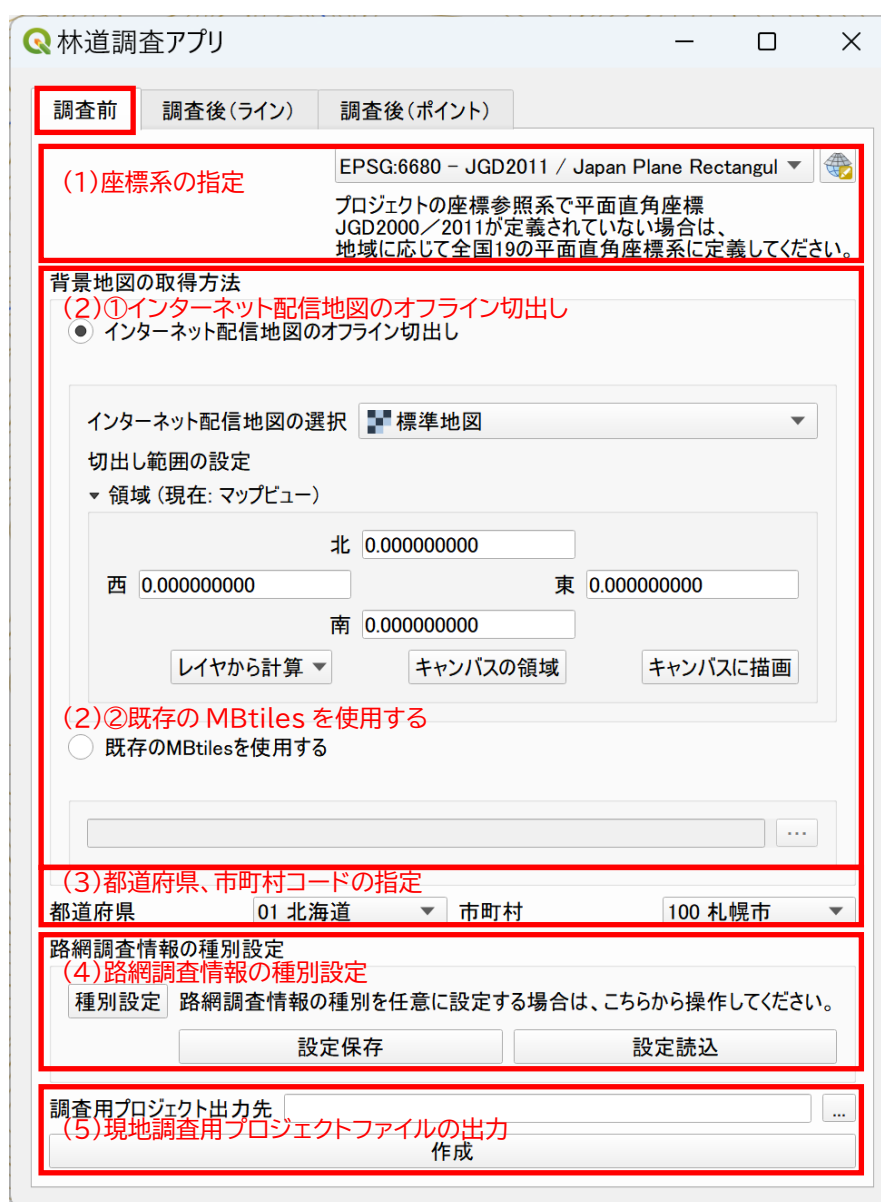 林道調査アプリ
調査前 調査後(ライン) 調査後(ポイント)
(1)座標系の指定
EPSG:6680 - JGD2011 / Japan Plane Rectangul
プロジェクトの座標参照系で平面直角座標
JGD2000／2011が定義されていない場合は、
地域に応じて全国19の平面直角座標系に定義してください。
背景地図の取得方法
(2)①インターネット配信地図のオフライン切出し
インターネット配信地図のオフライン切出し
インターネット配信地図の選択 標準地図
切出し範囲の設定
領域 (現在: マップビュー)
北 0.000000000
西 0.000000000 東 0.000000000
南 0.000000000
レイヤから計算 キャンバスの領域 キャンバスに描画
(2)②既存の MBtiles を使用する
既存のMBtilesを使用する
...
(3)都道府県、市町村コードの指定
都道府県 01 北海道 市町村 100 札幌市
路網調査情報の種別設定
(4)路網調査情報の種別設定
種別設定 路網調査情報の種別を任意に設定する場合は、こちらから操作してください。
設定保存 設定読込
調査用プロジェクト出力先 ...
(5)現地調査用プロジェクトファイルの出力
作成